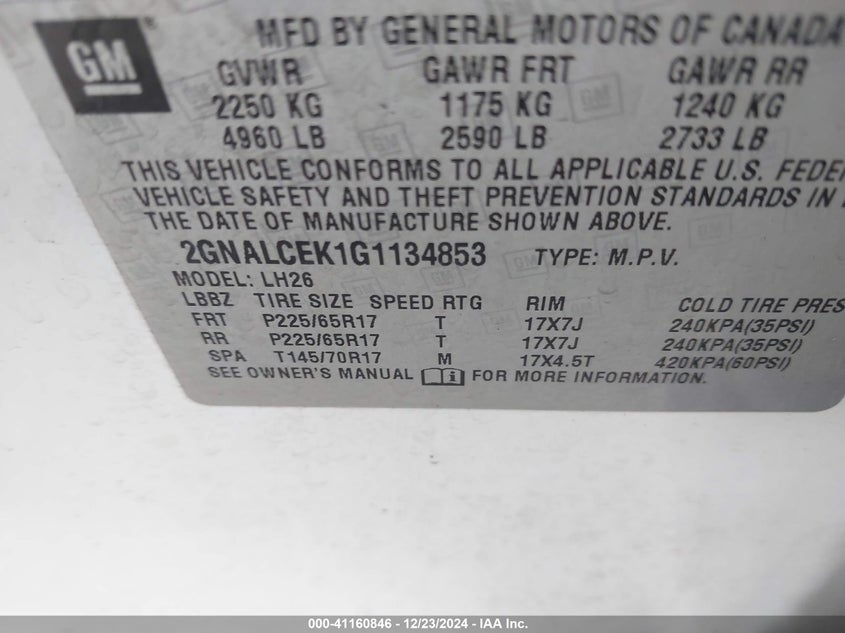 GM ® MFD BY GENERAL MOTORS OF CANADA
GVWR GAWR FRT GAWR RR
2250 KG 1175 KG 1240 KG
4960 LB 2590 LB 2733 LB
THIS VEHICLE CONFORMS TO ALL APPLICABLE U.S. FEDE
VEHICLE SAFETY AND THEFT PREVENTION STANDARDS IN
THE DATE OF MANUFACTURE SHOWN ABOVE.
2GNALCEK1G1134853 TYPE: M.P.V.
MODEL: LH26
LBBZ TIRE SIZE SPEED RTG RIM COLD TIRE PRES
FRT P225/65R17 T 17X7J 240KPA(35PSI)
RR P225/65R17 T 17X7J 240KPA(35PSI)
SPA T145/70R17 M 17X4.5T 420KPA(60PSI)
SEE OWNER'S MANUAL i FOR MORE INFORMATION.
000-41160846 - 12/23/2024 - IAA Inc.